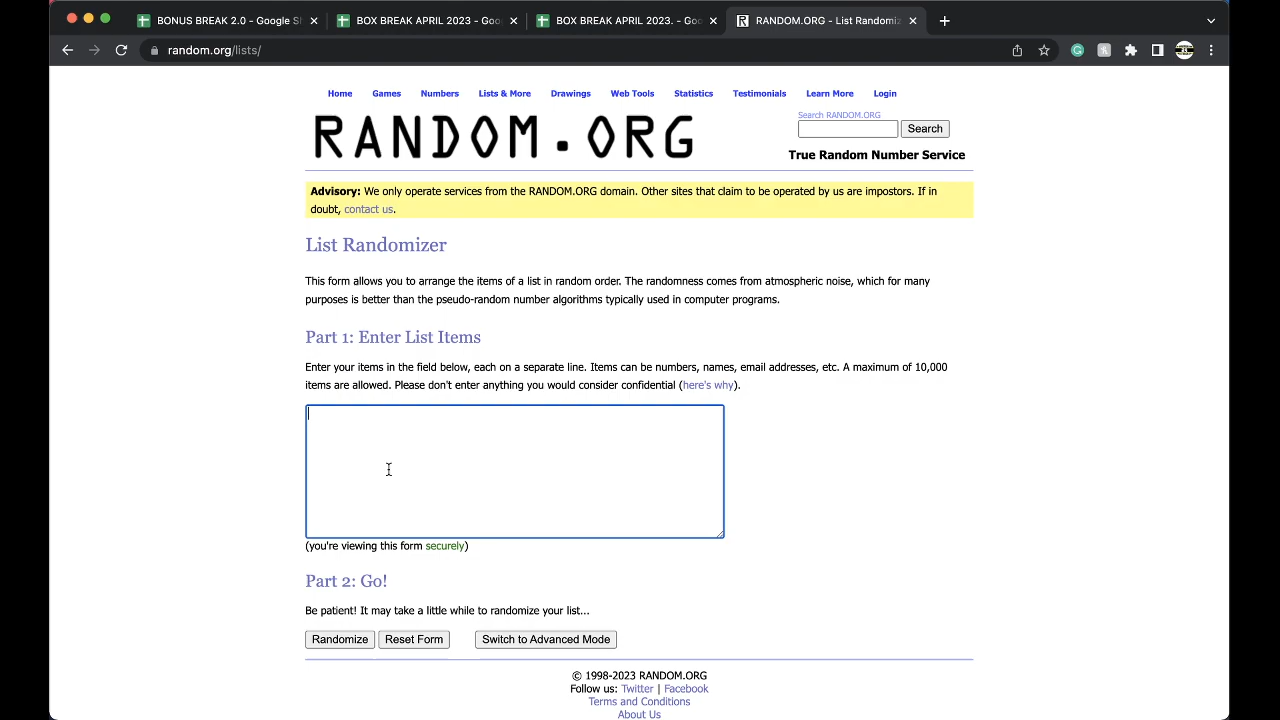 BONUS BREAK 2.0 - Google Sh
BOX BREAK APRIL 2023 - Goo
BOX BREAK APRIL 2023. - Goo
RANDOM.ORG - List Randomiz
random.org/lists/
Home Games Numbers Lists & More Drawings Web Tools Statistics Testimonials Learn More Login
Search RANDOM.ORG
RANDOM.ORG
Search
True Random Number Service
Advisory: We only operate services from the RANDOM.ORG domain. Other sites that claim to be operated by us are impostors. If in
doubt, contact us.
List Randomizer
This form allows you to arrange the items of a list in random order. The randomness comes from atmospheric noise, which for many
purposes is better than the pseudo-random number algorithms typically used in computer programs.
Part 1: Enter List Items
Enter your items in the field below, each on a separate line. Items can be numbers, names, email addresses, etc. A maximum of 10,000
items are allowed. Please don't enter anything you would consider confidential (here's why).
(you're viewing this form securely)
Part 2: Go!
Be patient! It may take a little while to randomize your list...
Randomize Reset Form Switch to Advanced Mode
© 1998-2023 RANDOM.ORG
Follow us: Twitter | Facebook
Terms and Conditions
About Us